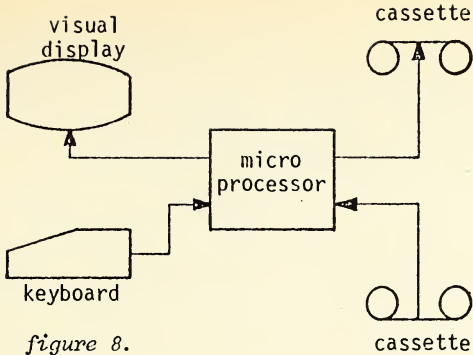 visual
display
cassette
micro
processor
keyboard
figure 8.
cassette